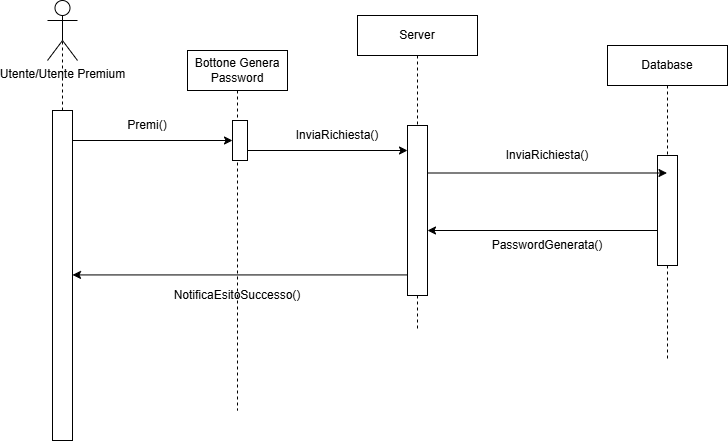 Utente/Utente Premium
Bottone Genera
Password
Server
Database
Premi()
InviaRichiesta()
InviaRichiesta()
PasswordGenerata()
NotificaEsitoSuccesso()